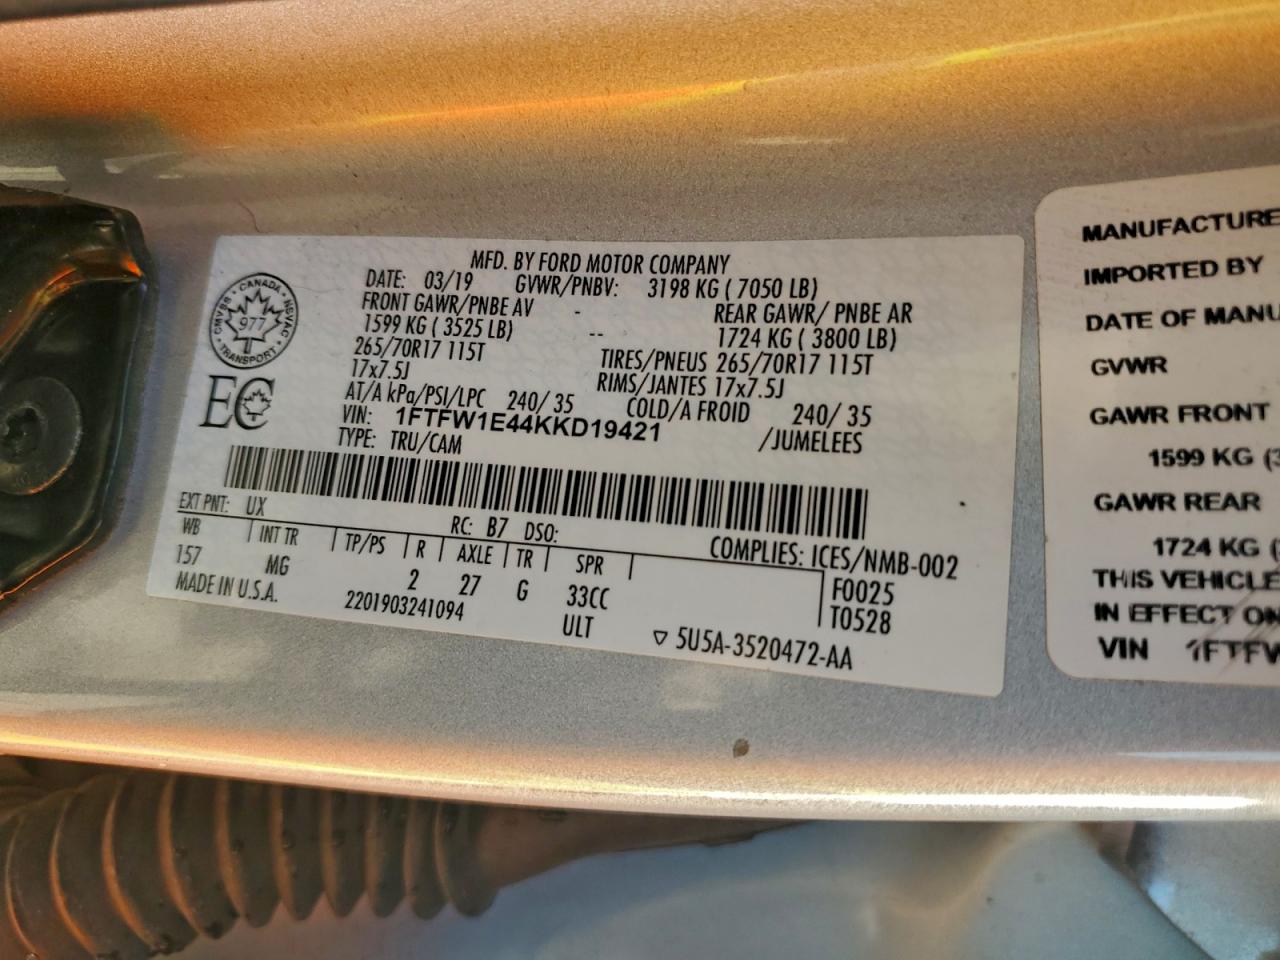 MFD. BY FORD MOTOR COMPANY
DATE: 03/19 GVWR/PNBV: 3198 KG ( 7050 LB)
FRONT GAWR/PNBE AV - REAR GAWR/ PNBE AR
1599 KG ( 3525 LB) -- 1724 KG ( 3800 LB)
265/70R17 115T TIRES/PNEUS 265/70R17 115T
17x7.5J RIMS/JANTES 17x7.5J
AT/A kPa/PSI/LPC 240/ 35 COLD/A FROID 240/ 35
VIN: 1FTFW1E44KKD19421
TYPE: TRU/CAM /JUMELEES
CANADA
CMVSS NSVAC
977
TRANSPORT
EC
EXT PNT: UX RC: B7 DSO:
WB INT TR TP/PS R AXLE TR SPR COMPLIES: ICES/NMB-002
157 MG 2 27 G 33CC F0025
MADE IN U.S.A. 2201903241094 ULT T0528
5U5A-3520472-AA
MANUFACTURE
IMPORTED BY
DATE OF MANU
GVWR
GAWR FRONT
1599 KG (3
GAWR REAR
1724 KG (
THIS VEHICLE
IN EFFECT ON
VIN 1FTFW